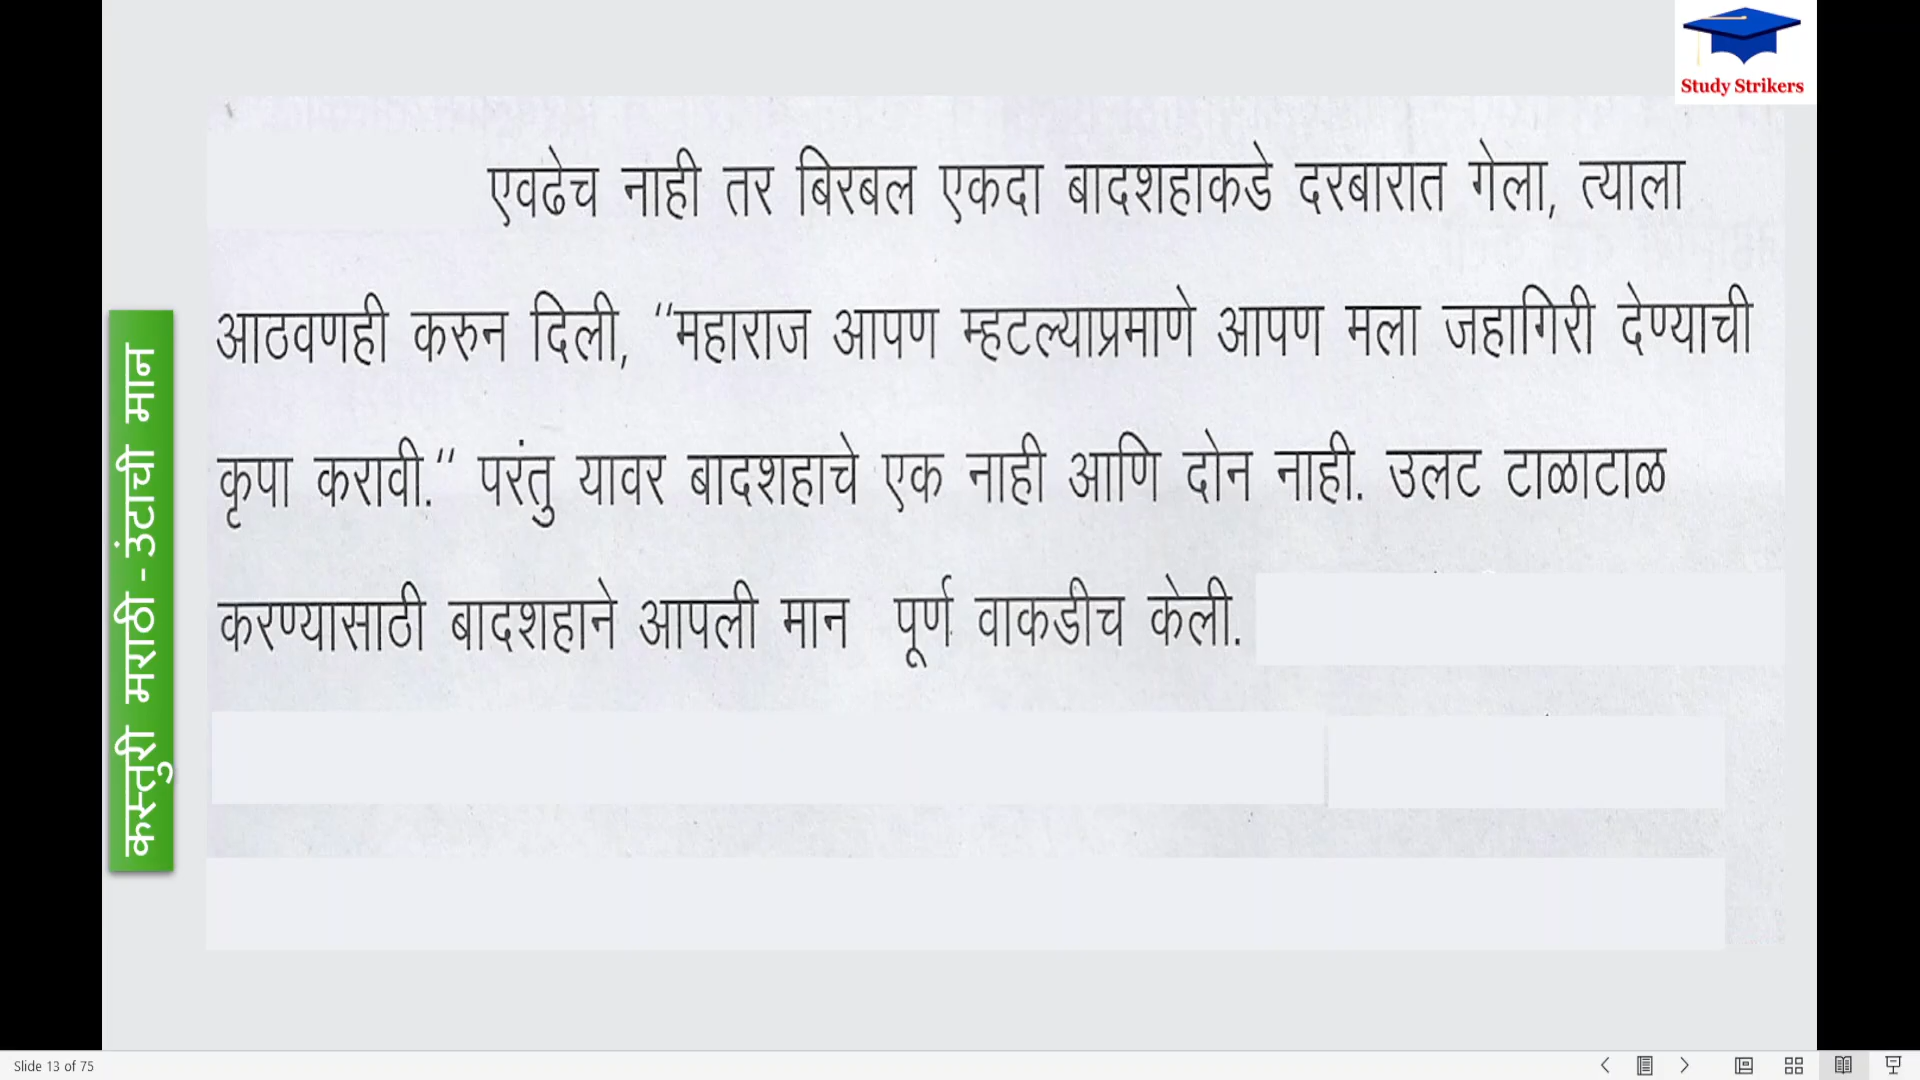 Study Strikers
एवढेच नाही तर बिरबल एकदा बादशहाकडे दरबारात गेला, त्याला
आठवणही करुन दिली, "महाराज आपण म्हटल्याप्रमाणे आपण मला जहागिरी देण्याची
कृपा करावी." परंतु यावर बादशहाचे एक नाही आणि दोन नाही. उलट टाळाटाळ
करण्यासाठी बादशहाने आपली मान पूर्ण वाकडीच केली.
कस्तुरी मराठी - उंटाची मान
Slide 13 of 75